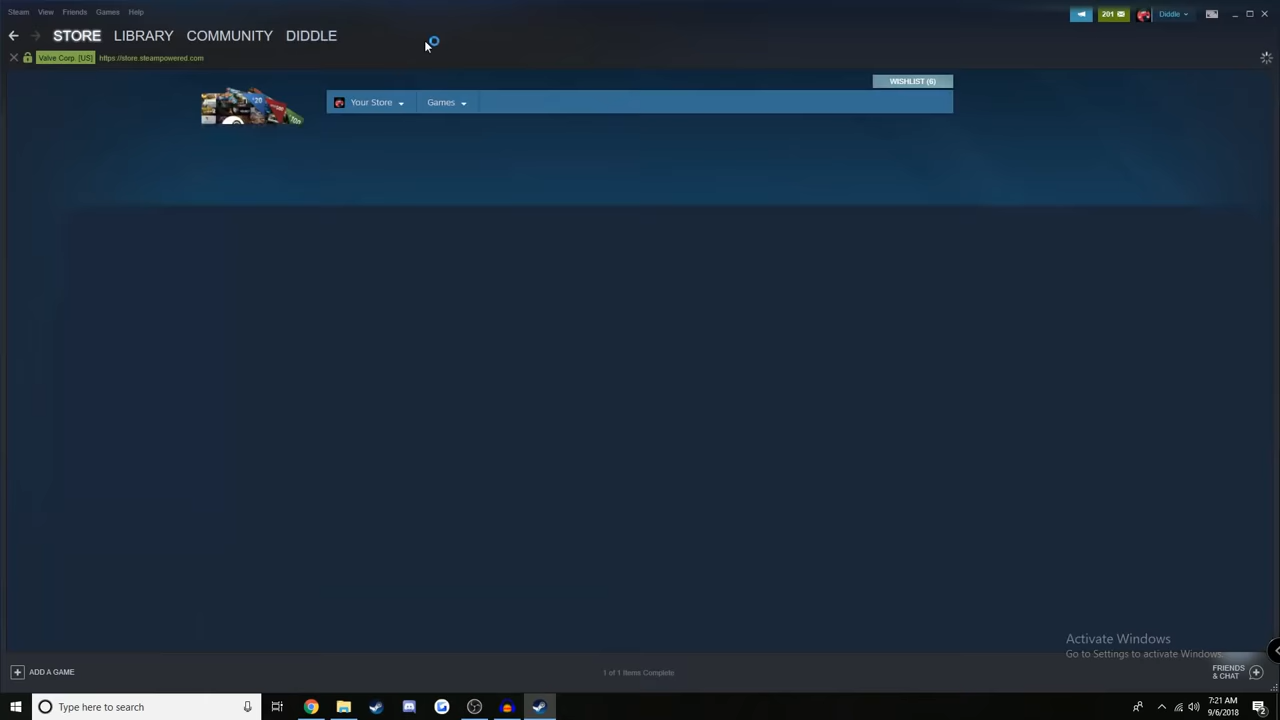 Steam View Friends Games Help
201 Diddle
STORE LIBRARY COMMUNITY DIDDLE
Valve Corp. [US] https://store.steampowered.com
WISHLIST (6)
Your Store Games
Activate Windows
Go to Settings to activate Windows.
ADD A GAME
1 of 1 Items Complete
FRIENDS
& CHAT
Type here to search
7:21 AM
9/6/2018